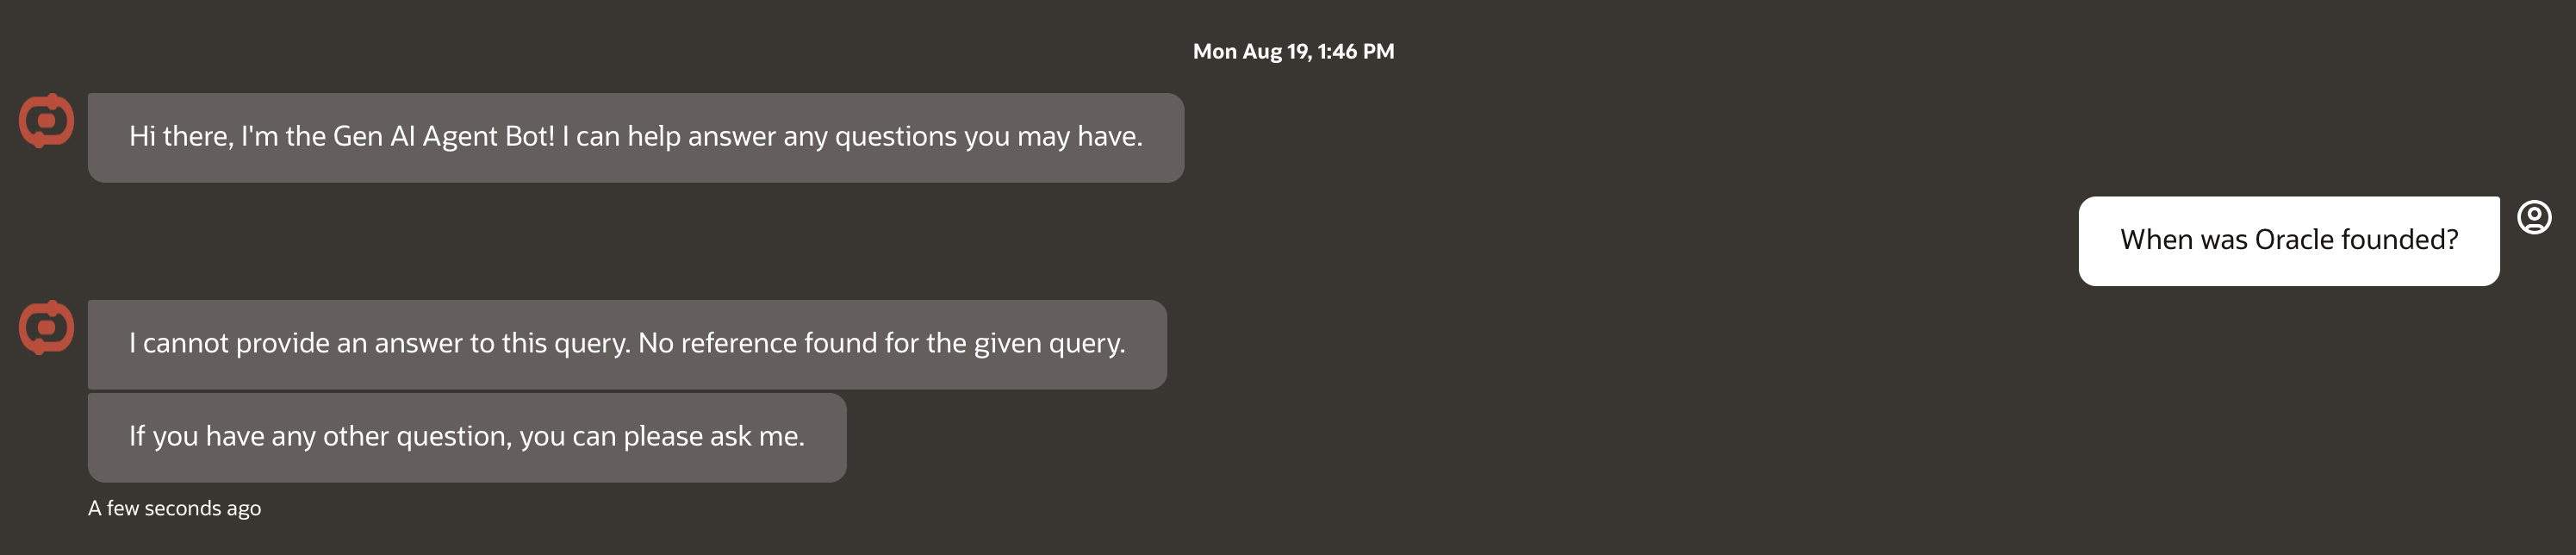 Mon Aug 19, 1:46 PM
Hi there, I'm the Gen AI Agent Bot! I can help answer any questions you may have.
When was Oracle founded?
I cannot provide an answer to this query. No reference found for the given query.
If you have any other question, you can please ask me.
A few seconds ago